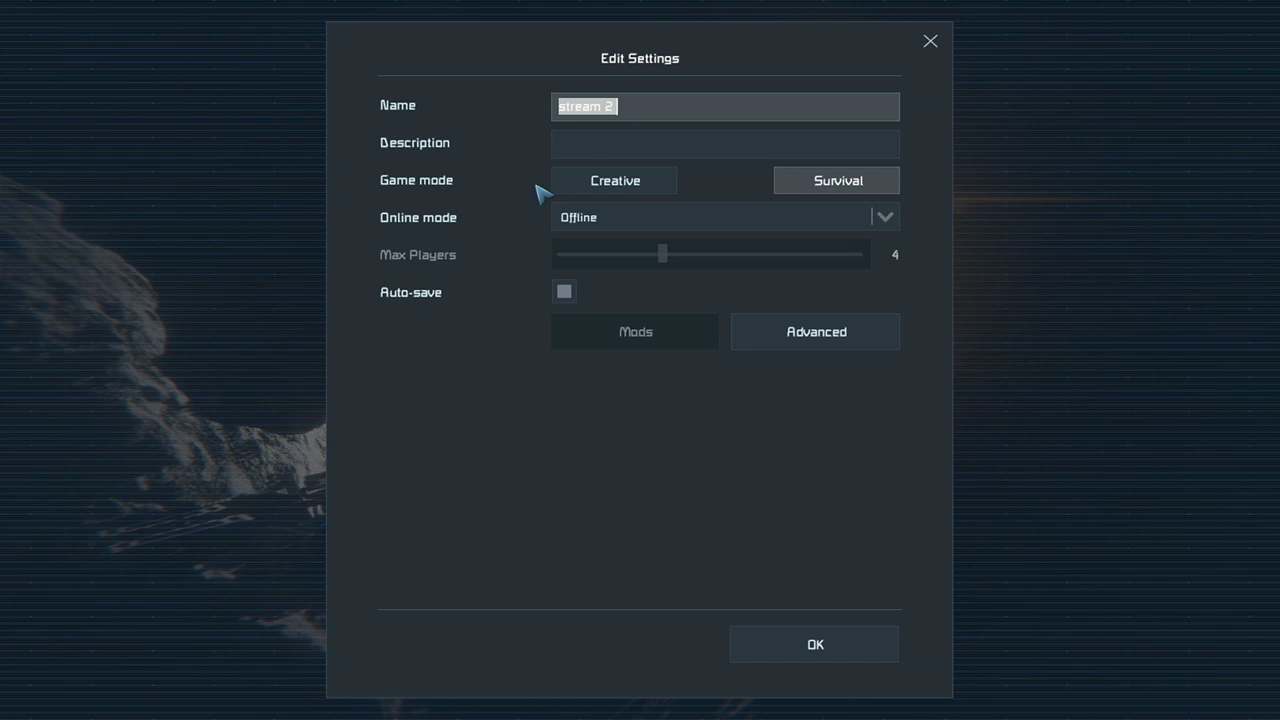 Edit Settings
Name
stream 2
Description
Game mode
Creative
Survival
Online mode
Offline
Max Players
4
Auto-save
Mods
Advanced
OK